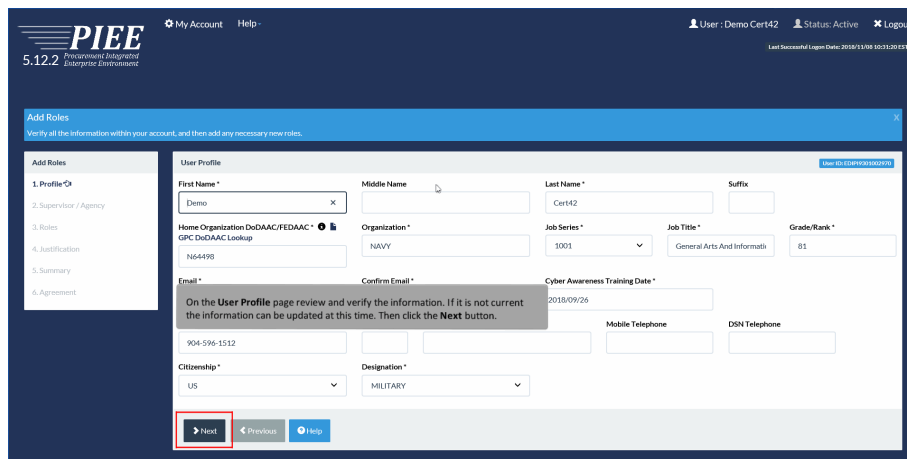 PIEE
5.12.2 Procurement Integrated
Enterprise Environment
My Account Help
User : Demo Cert42 Status: Active Logou
Last Successful Logon Date: 2018/11/08 10:31:20 EST
Add Roles X
Verify all the information within your account, and then add any necessary new roles.
Add Roles
1. Profile
2. Supervisor / Agency
3. Roles
4. Justification
5. Summary
6. Agreement
User Profile User ID: EDIPI9301002970
First Name * Middle Name Last Name * Suffix
Demo × Cert42
Home Organization DoDAAC/FEDAAC * Organization * Job Series * Job Title * Grade/Rank *
GPC DoDAAC Lookup
N64498 NAVY 1001 General Arts And Informatic 81
Email * Confirm Email * Cyber Awareness Training Date *
2018/09/26
On the User Profile page review and verify the information. If it is not current
the information can be updated at this time. Then click the Next button.
Mobile Telephone DSN Telephone
904-596-1512
Citizenship * Designation *
US MILITARY
Next Previous Help